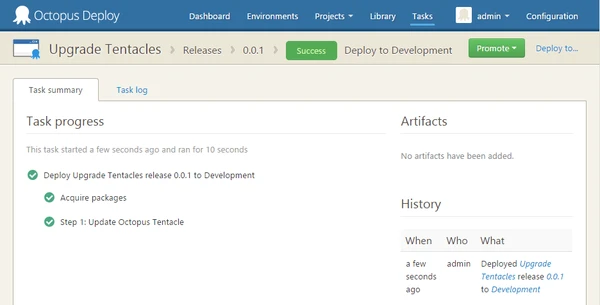 Octopus Deploy
Dashboard Environments Projects Library Tasks admin Configuration
Upgrade Tentacles Releases 0.0.1 Success Deploy to Development Promote Deploy to...
Task summary Task log
Task progress
This task started a few seconds ago and ran for 10 seconds
Deploy Upgrade Tentacles release 0.0.1 to Development
Acquire packages
Step 1: Update Octopus Tentacle
Artifacts
No artifacts have been added.
History
When Who What
a few seconds ago admin Deployed Upgrade Tentacles release 0.0.1 to Development